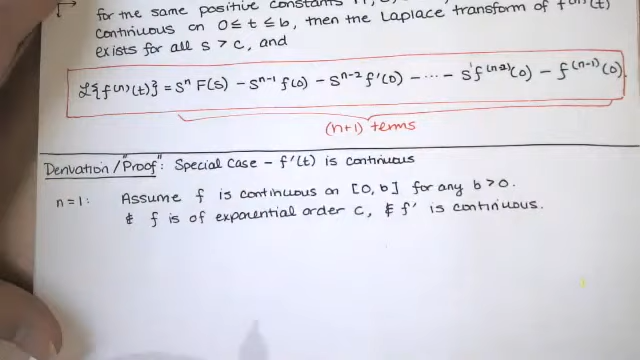 for the same positive constants
continuous on 0 ≤ t ≤ b, then the Laplace transform of f⁽ⁿ⁾(t)
exists for all s > c, and
ℒ{f⁽ⁿ⁾(t)} = sⁿ F(s) − sⁿ⁻¹ f(0) − sⁿ⁻² f'(0) − ⋯ − s¹ f⁽ⁿ⁻²⁾(0) − f⁽ⁿ⁻¹⁾(0).
(n+1) terms
Derivation/"Proof": Special Case – f'(t) is continuous
n=1: Assume f is continuous on [0, b] for any b > 0.
& f is of exponential order c, & f' is continuous.